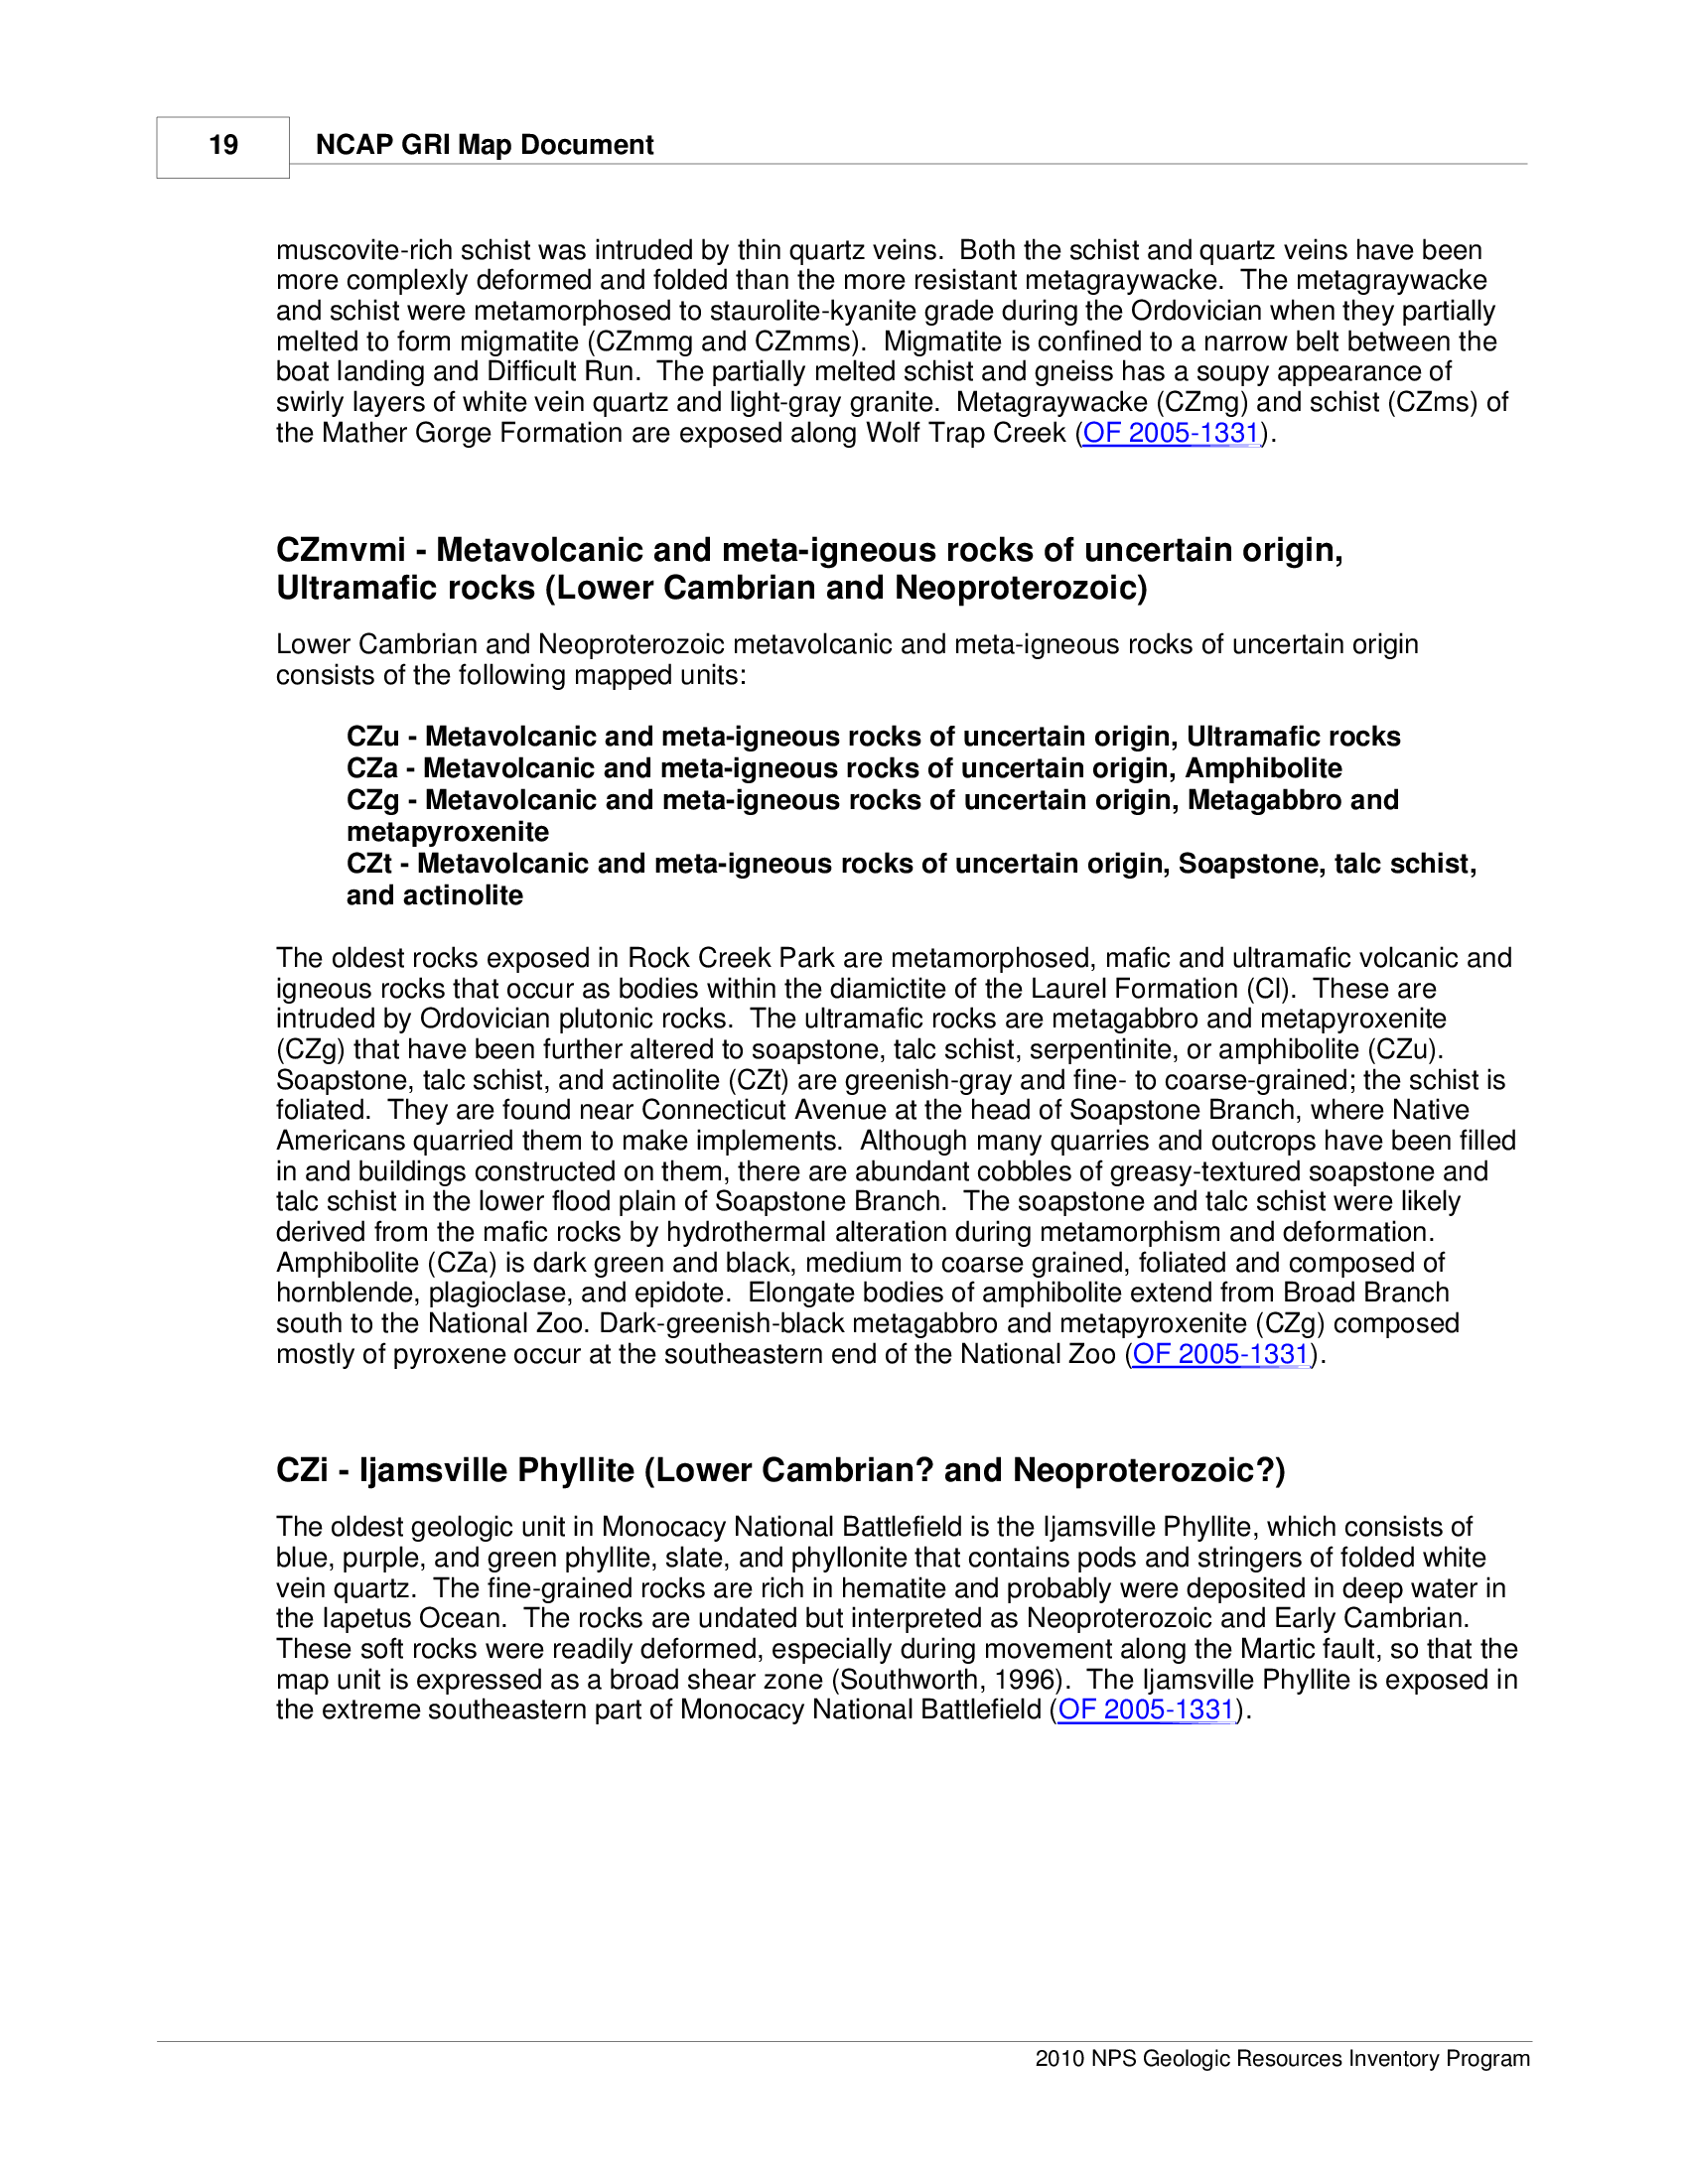 19
NCAP GRI Map Document
muscovite-rich schist was intruded by thin quartz veins.  Both the schist and quartz veins have been
more complexly deformed and folded than the more resistant metagraywacke.  The metagraywacke
and schist were metamorphosed to staurolite-kyanite grade during the Ordovician when they partially
melted to form migmatite (CZmmg and CZmms).  Migmatite is confined to a narrow belt between the
boat landing and Difficult Run.  The partially melted schist and gneiss has a soupy appearance of
swirly layers of white vein quartz and light-gray granite.  Metagraywacke (CZmg) and schist (CZms) of
the Mather Gorge Formation are exposed along Wolf Trap Creek (OF 2005-1331).
CZmvmi - Metavolcanic and meta-igneous rocks of uncertain origin,
Ultramafic rocks (Lower Cambrian and Neoproterozoic)
Lower Cambrian and Neoproterozoic metavolcanic and meta-igneous rocks of uncertain origin
consists of the following mapped units:
CZu - Metavolcanic and meta-igneous rocks of uncertain origin, Ultramafic rocks
CZa - Metavolcanic and meta-igneous rocks of uncertain origin, Amphibolite
CZg - Metavolcanic and meta-igneous rocks of uncertain origin, Metagabbro and
metapyroxenite
CZt - Metavolcanic and meta-igneous rocks of uncertain origin, Soapstone, talc schist,
and actinolite
The oldest rocks exposed in Rock Creek Park are metamorphosed, mafic and ultramafic volcanic and
igneous rocks that occur as bodies within the diamictite of the Laurel Formation (Cl).  These are
intruded by Ordovician plutonic rocks.  The ultramafic rocks are metagabbro and metapyroxenite
(CZg) that have been further altered to soapstone, talc schist, serpentinite, or amphibolite (CZu).
Soapstone, talc schist, and actinolite (CZt) are greenish-gray and fine- to coarse-grained; the schist is
foliated.  They are found near Connecticut Avenue at the head of Soapstone Branch, where Native
Americans quarried them to make implements.  Although many quarries and outcrops have been filled
in and buildings constructed on them, there are abundant cobbles of greasy-textured soapstone and
talc schist in the lower flood plain of Soapstone Branch.  The soapstone and talc schist were likely
derived from the mafic rocks by hydrothermal alteration during metamorphism and deformation.
Amphibolite (CZa) is dark green and black, medium to coarse grained, foliated and composed of
hornblende, plagioclase, and epidote.  Elongate bodies of amphibolite extend from Broad Branch
south to the National Zoo. Dark-greenish-black metagabbro and metapyroxenite (CZg) composed
mostly of pyroxene occur at the southeastern end of the National Zoo (OF 2005-1331).
CZi - Ijamsville Phyllite (Lower Cambrian? and Neoproterozoic?)
The oldest geologic unit in Monocacy National Battlefield is the Ijamsville Phyllite, which consists of
blue, purple, and green phyllite, slate, and phyllonite that contains pods and stringers of folded white
vein quartz.  The fine-grained rocks are rich in hematite and probably were deposited in deep water in
the Iapetus Ocean.  The rocks are undated but interpreted as Neoproterozoic and Early Cambrian.
These soft rocks were readily deformed, especially during movement along the Martic fault, so that the
map unit is expressed as a broad shear zone (Southworth, 1996).  The Ijamsville Phyllite is exposed in
the extreme southeastern part of Monocacy National Battlefield (OF 2005-1331).
2010 NPS Geologic Resources Inventory Program